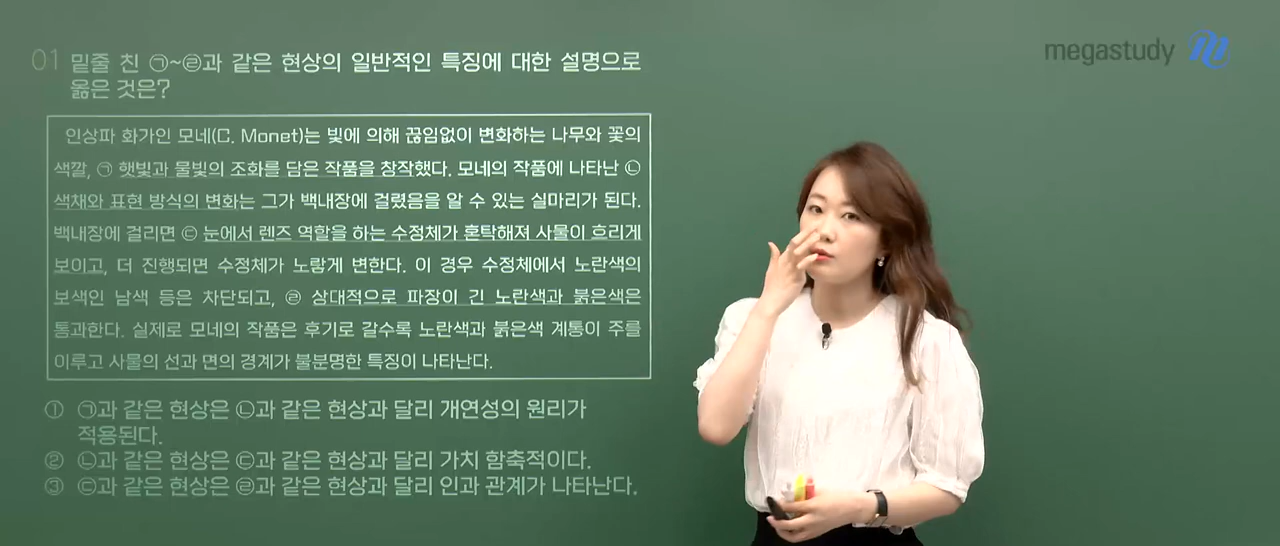 01 밑줄 친 ㉠~㉣과 같은 현상의 일반적인 특징에 대한 설명으로
옳은 것은?
인상파 화가인 모네(C. Monet)는 빛에 의해 끊임없이 변화하는 나무와 꽃의
색깔, ㉠ 햇빛과 물빛의 조화를 담은 작품을 창작했다. 모네의 작품에 나타난 ㉡
색채와 표현 방식의 변화는 그가 백내장에 걸렸음을 알 수 있는 실마리가 된다.
백내장에 걸리면 ㉢ 눈에서 렌즈 역할을 하는 수정체가 혼탁해져 사물이 흐리게
보이고, 더 진행되면 수정체가 노랗게 변한다. 이 경우 수정체에서 노란색의
보색인 남색 등은 차단되고, ㉣ 상대적으로 파장이 긴 노란색과 붉은색은
통과한다. 실제로 모네의 작품은 후기로 갈수록 노란색과 붉은색 계통이 주를
이루고 사물의 선과 면의 경계가 불분명한 특징이 나타난다.
① ㉠과 같은 현상은 ㉡과 같은 현상과 달리 개연성의 원리가
적용된다.
② ㉡과 같은 현상은 ㉢과 같은 현상과 달리 가치 함축적이다.
③ ㉢과 같은 현상은 ㉣과 같은 현상과 달리 인과 관계가 나타난다.
megastudy